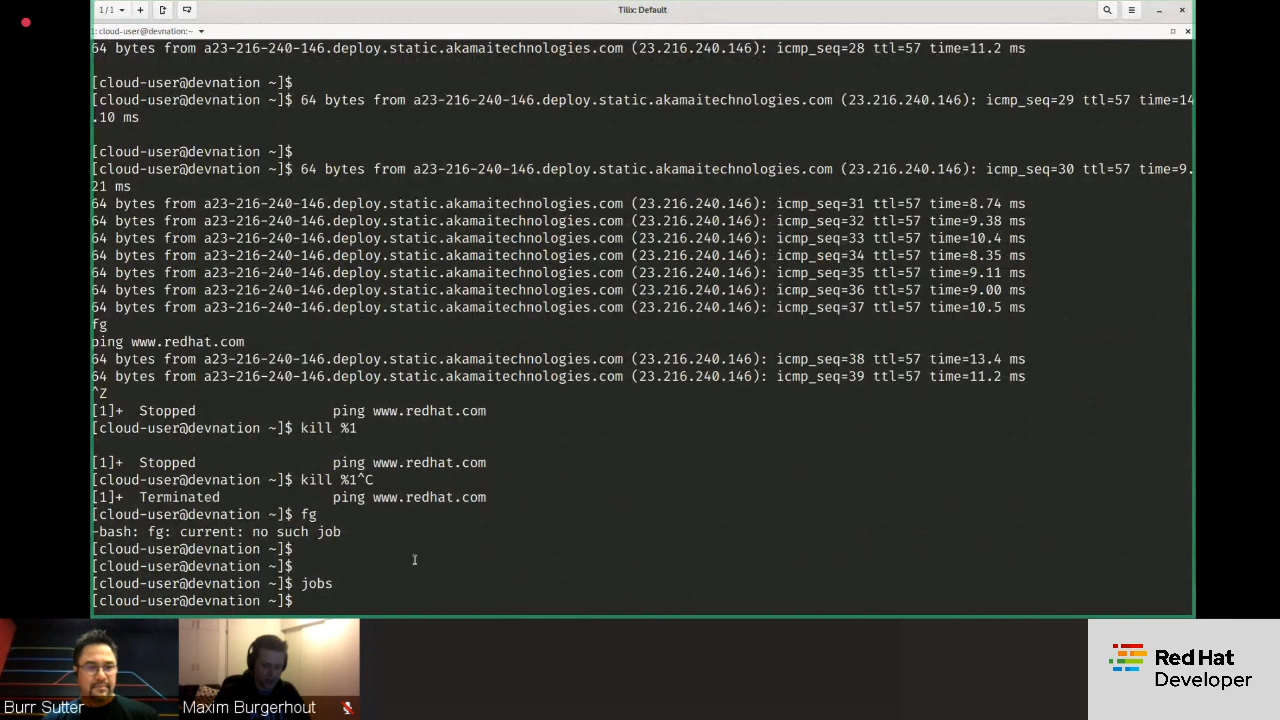 1 / 1
Tilix: Default
: cloud-user@devnation:~
64 bytes from a23-216-240-146.deploy.static.akamaitechnologies.com (23.216.240.146): icmp_seq=28 ttl=57 time=11.2 ms
[cloud-user@devnation ~]$
[cloud-user@devnation ~]$ 64 bytes from a23-216-240-146.deploy.static.akamaitechnologies.com (23.216.240.146): icmp_seq=29 ttl=57 time=14
.10 ms
[cloud-user@devnation ~]$
[cloud-user@devnation ~]$ 64 bytes from a23-216-240-146.deploy.static.akamaitechnologies.com (23.216.240.146): icmp_seq=30 ttl=57 time=9.
21 ms
64 bytes from a23-216-240-146.deploy.static.akamaitechnologies.com (23.216.240.146): icmp_seq=31 ttl=57 time=8.74 ms
64 bytes from a23-216-240-146.deploy.static.akamaitechnologies.com (23.216.240.146): icmp_seq=32 ttl=57 time=9.38 ms
64 bytes from a23-216-240-146.deploy.static.akamaitechnologies.com (23.216.240.146): icmp_seq=33 ttl=57 time=10.4 ms
64 bytes from a23-216-240-146.deploy.static.akamaitechnologies.com (23.216.240.146): icmp_seq=34 ttl=57 time=8.35 ms
64 bytes from a23-216-240-146.deploy.static.akamaitechnologies.com (23.216.240.146): icmp_seq=35 ttl=57 time=9.11 ms
64 bytes from a23-216-240-146.deploy.static.akamaitechnologies.com (23.216.240.146): icmp_seq=36 ttl=57 time=9.00 ms
64 bytes from a23-216-240-146.deploy.static.akamaitechnologies.com (23.216.240.146): icmp_seq=37 ttl=57 time=10.5 ms
fg
ping www.redhat.com
64 bytes from a23-216-240-146.deploy.static.akamaitechnologies.com (23.216.240.146): icmp_seq=38 ttl=57 time=13.4 ms
64 bytes from a23-216-240-146.deploy.static.akamaitechnologies.com (23.216.240.146): icmp_seq=39 ttl=57 time=11.2 ms
^Z
[1]+  Stopped                 ping www.redhat.com
[cloud-user@devnation ~]$ kill %1
[1]+  Stopped                 ping www.redhat.com
[cloud-user@devnation ~]$ kill %1^C
[1]+  Terminated              ping www.redhat.com
[cloud-user@devnation ~]$ fg
-bash: fg: current: no such job
[cloud-user@devnation ~]$
[cloud-user@devnation ~]$
[cloud-user@devnation ~]$ jobs
[cloud-user@devnation ~]$
Burr Sutter
Maxim Burgerhout
Red Hat
Developer